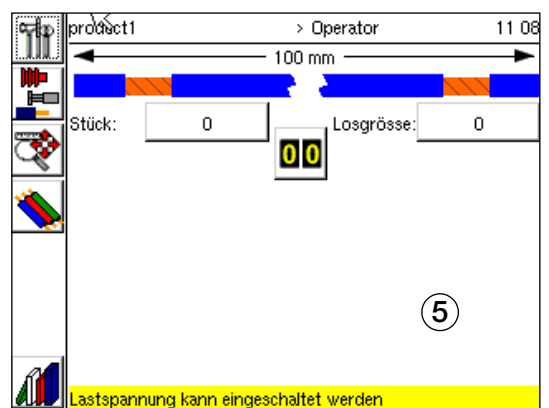 product1 > Operator 11 08
100 mm
Stück: 0 Losgrösse: 0
00
5
Lastspannung kann eingeschaltet werden